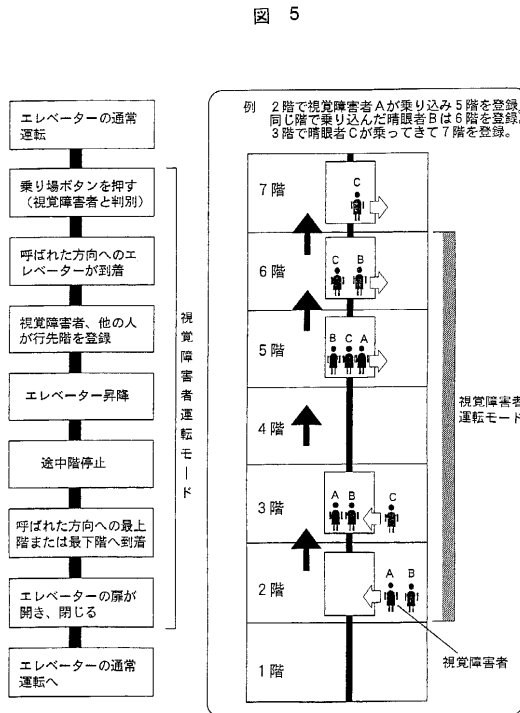 図 5
エレベーターの通常
運転
乗り場ボタンを押す
(視覚障害者と判別)
呼ばれた方向へのエ
レベーターが到着
視覚障害者、他の人
が行先階を登録
エレベーター昇降
途中階停止
呼ばれた方向への最上
階または最下階へ到着
エレベーターの扉が
開き、閉じる
エレベーターの通常
運転へ
視覚障害者運転モード
例 2階で視覚障害者Aが乗り込み5階を登録。
同じ階で乗り込んだ晴眼者Bは6階を登録。
3階で晴眼者Cが乗ってきて7階を登録。
7階
C
6階
C B
5階
B C A
4階
3階
A B
C
2階
A B
1階
視覚障害者
運転モード
視覚障害者